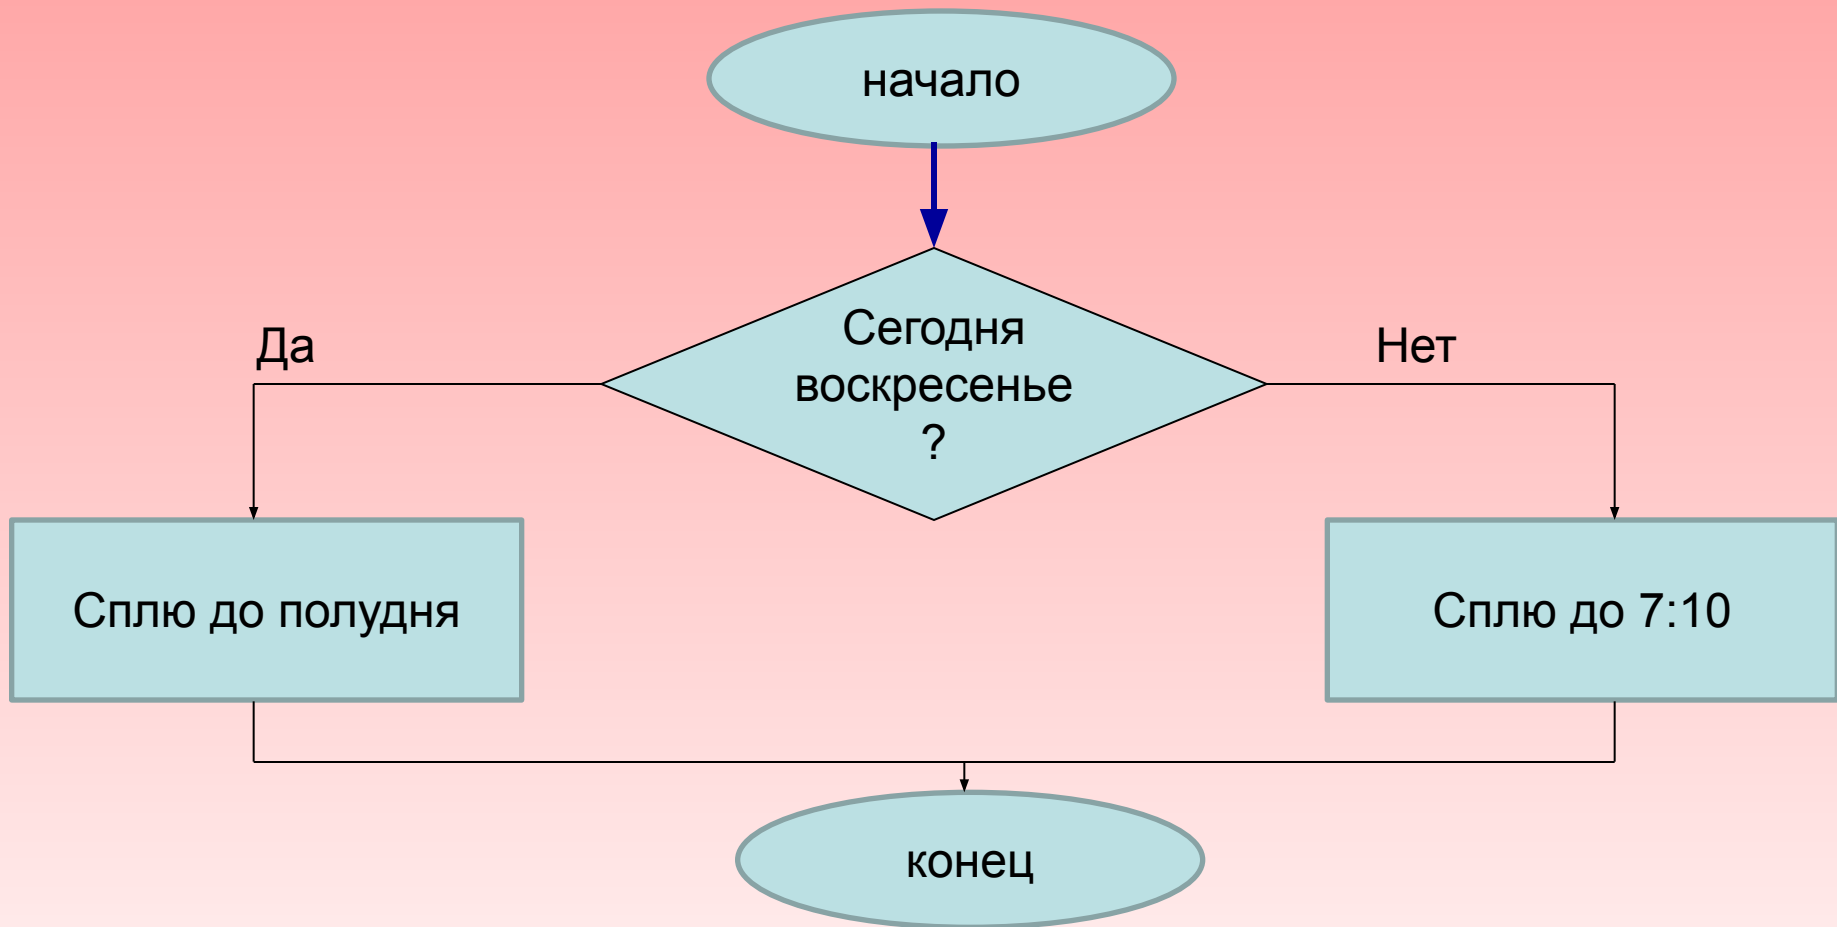 начало
Сегодня
воскресенье
?
Да
Нет
Сплю до полудня
Сплю до 7:10
конец